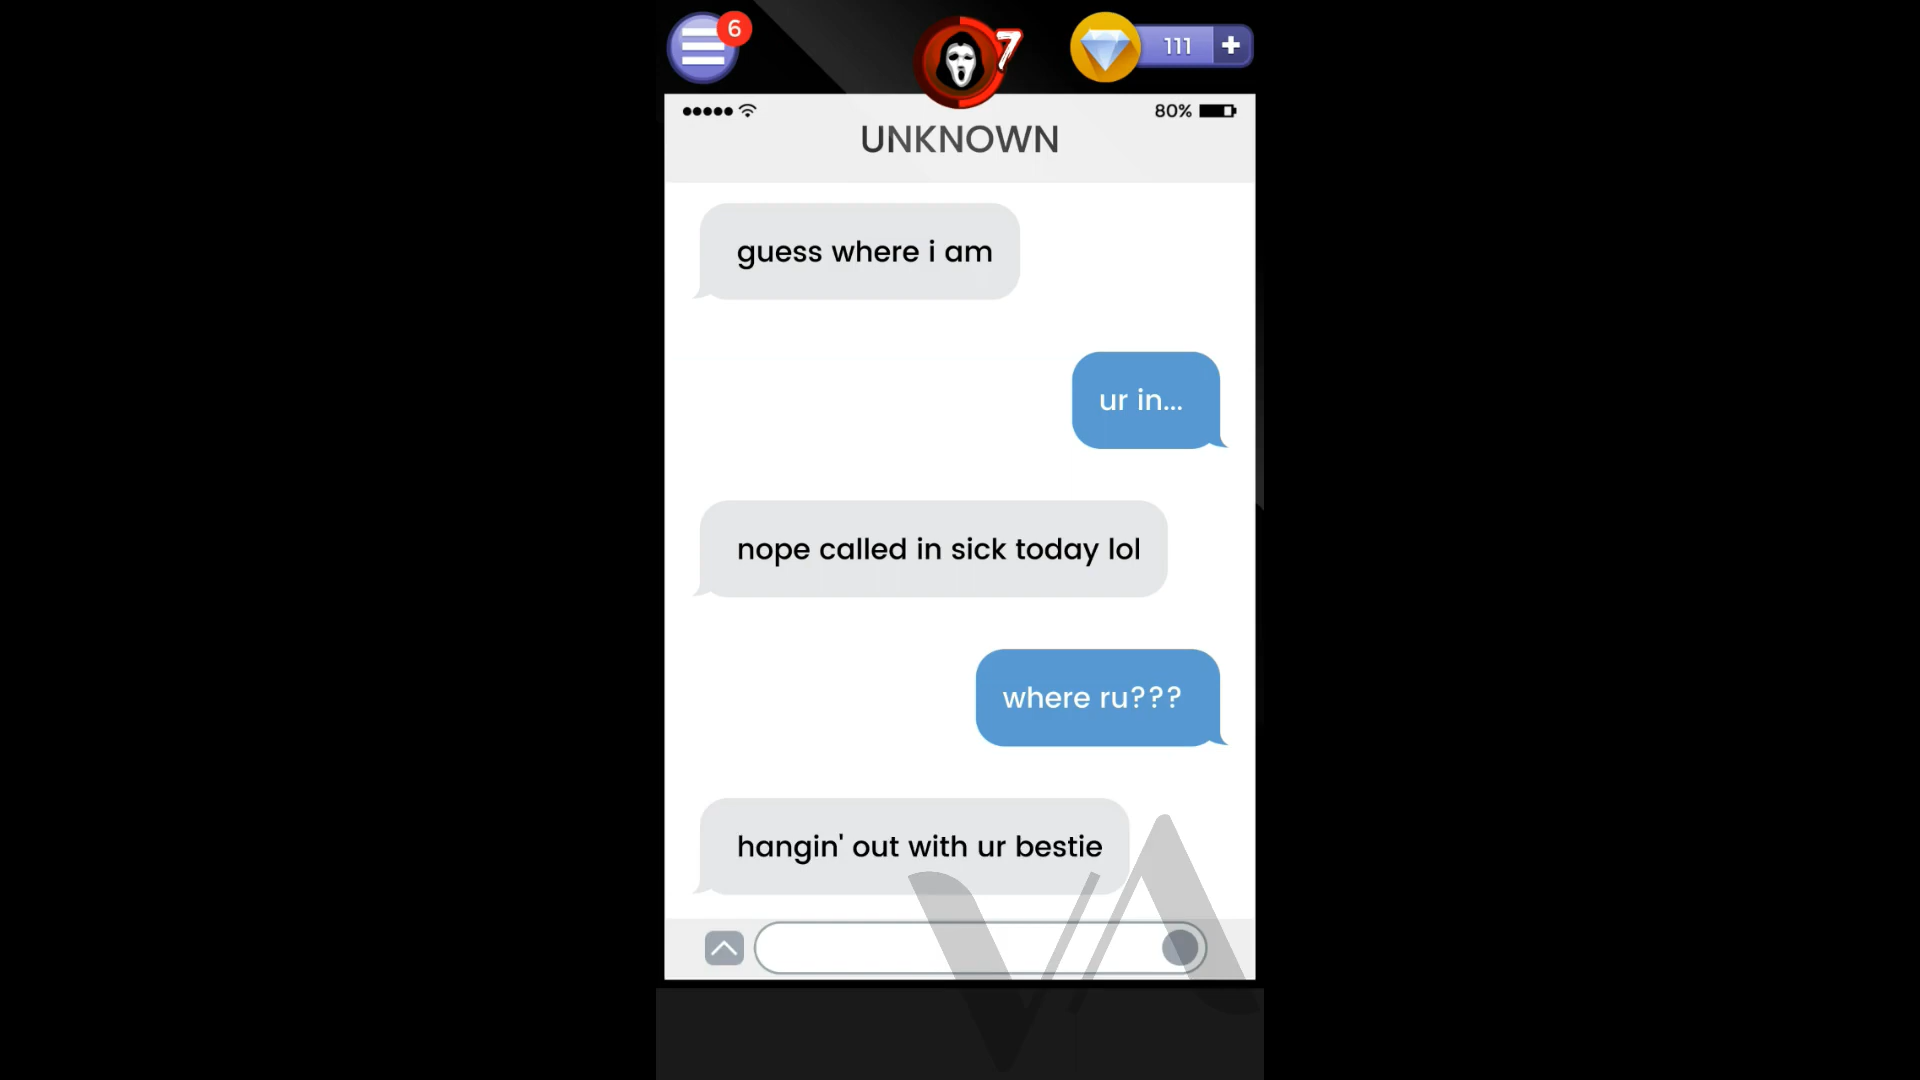 6
7
111
80%
UNKNOWN
guess where i am
ur in...
nope called in sick today lol
where ru???
hangin' out with ur bestie
VA